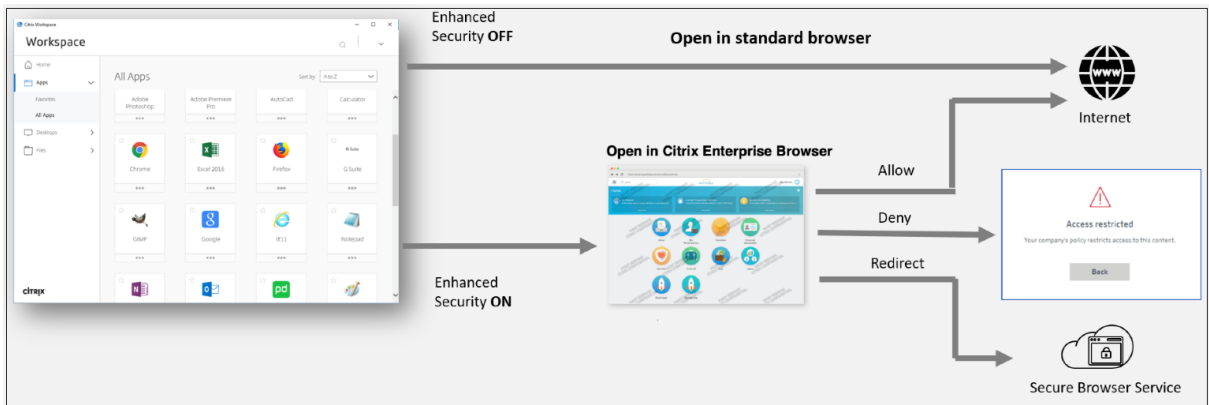 Citrix Workspace
Workspace
Home
Apps
Favorites
All Apps
Desktops
Files
citrix
All Apps
Sort by
A to Z
Adobe Photoshop
Adobe Premiere Pro
AutoCad
Calculator
Chrome
Excel 2016
Firefox
G Suite
G Suite
GIMP
Google
IE11
Notepad
Enhanced
Security OFF
Open in standard browser
www
Internet
Enhanced
Security ON
Open in Citrix Enterprise Browser
Allow
Deny
Redirect
Access restricted
Your company's policy restricts access to this content.
Back
Secure Browser Service